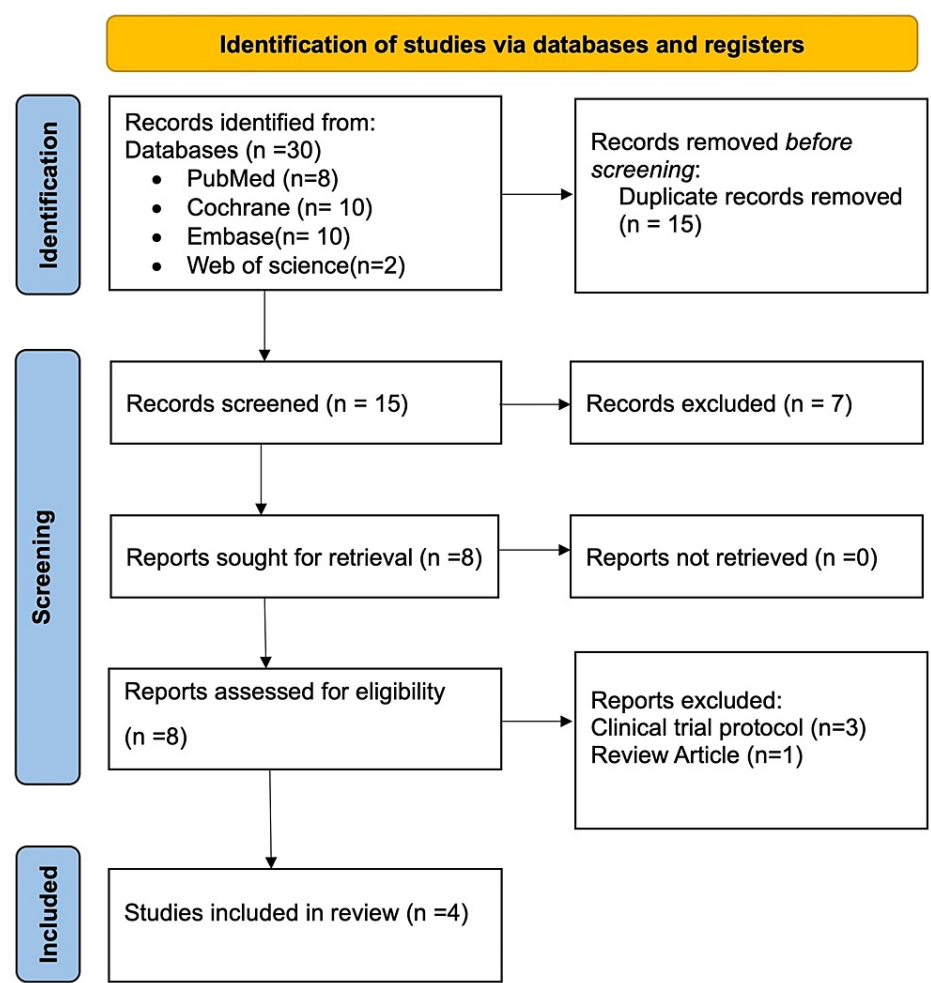 Identification of studies via databases and registers
Identification
Records identified from:
Databases (n =30)
• PubMed (n=8)
• Cochrane (n= 10)
• Embase(n= 10)
• Web of science(n=2)
Records removed before
screening:
Duplicate records removed
(n = 15)
Screening
Records screened (n = 15)
Records excluded (n = 7)
Reports sought for retrieval (n =8)
Reports not retrieved (n =0)
Reports assessed for eligibility
(n =8)
Reports excluded:
Clinical trial protocol (n=3)
Review Article (n=1)
Included
Studies included in review (n =4)